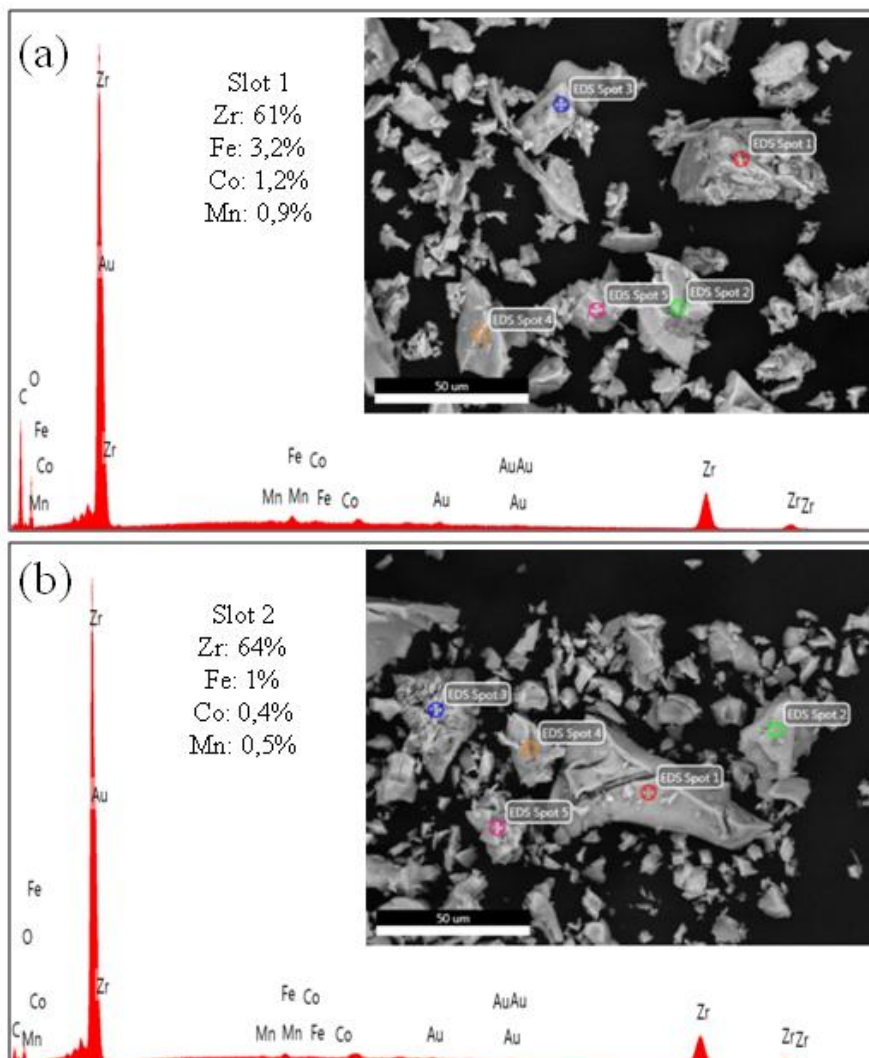 (a)
Slot 1
Zr: 61%
Fe: 3,2%
Co: 1,2%
Mn: 0,9%
Zr
Au
O
C
Fe
Co
Zr
Mn
Fe Co
Mn Mn Fe Co
Au
AuAu
Au
Zr
ZrZr
EDS Spot 3
EDS Spot 1
EDS Spot 5
EDS Spot 2
EDS Spot 4
50 um
(b)
Slot 2
Zr: 64%
Fe: 1%
Co: 0,4%
Mn: 0,5%
Zr
Au
Fe
O
Co
Zr
C Mn
Fe Co
Mn Mn Fe Co
Au
AuAu
Au
Zr
ZrZr
EDS Spot 3
EDS Spot 2
EDS Spot 4
EDS Spot 1
EDS Spot 5
50 um